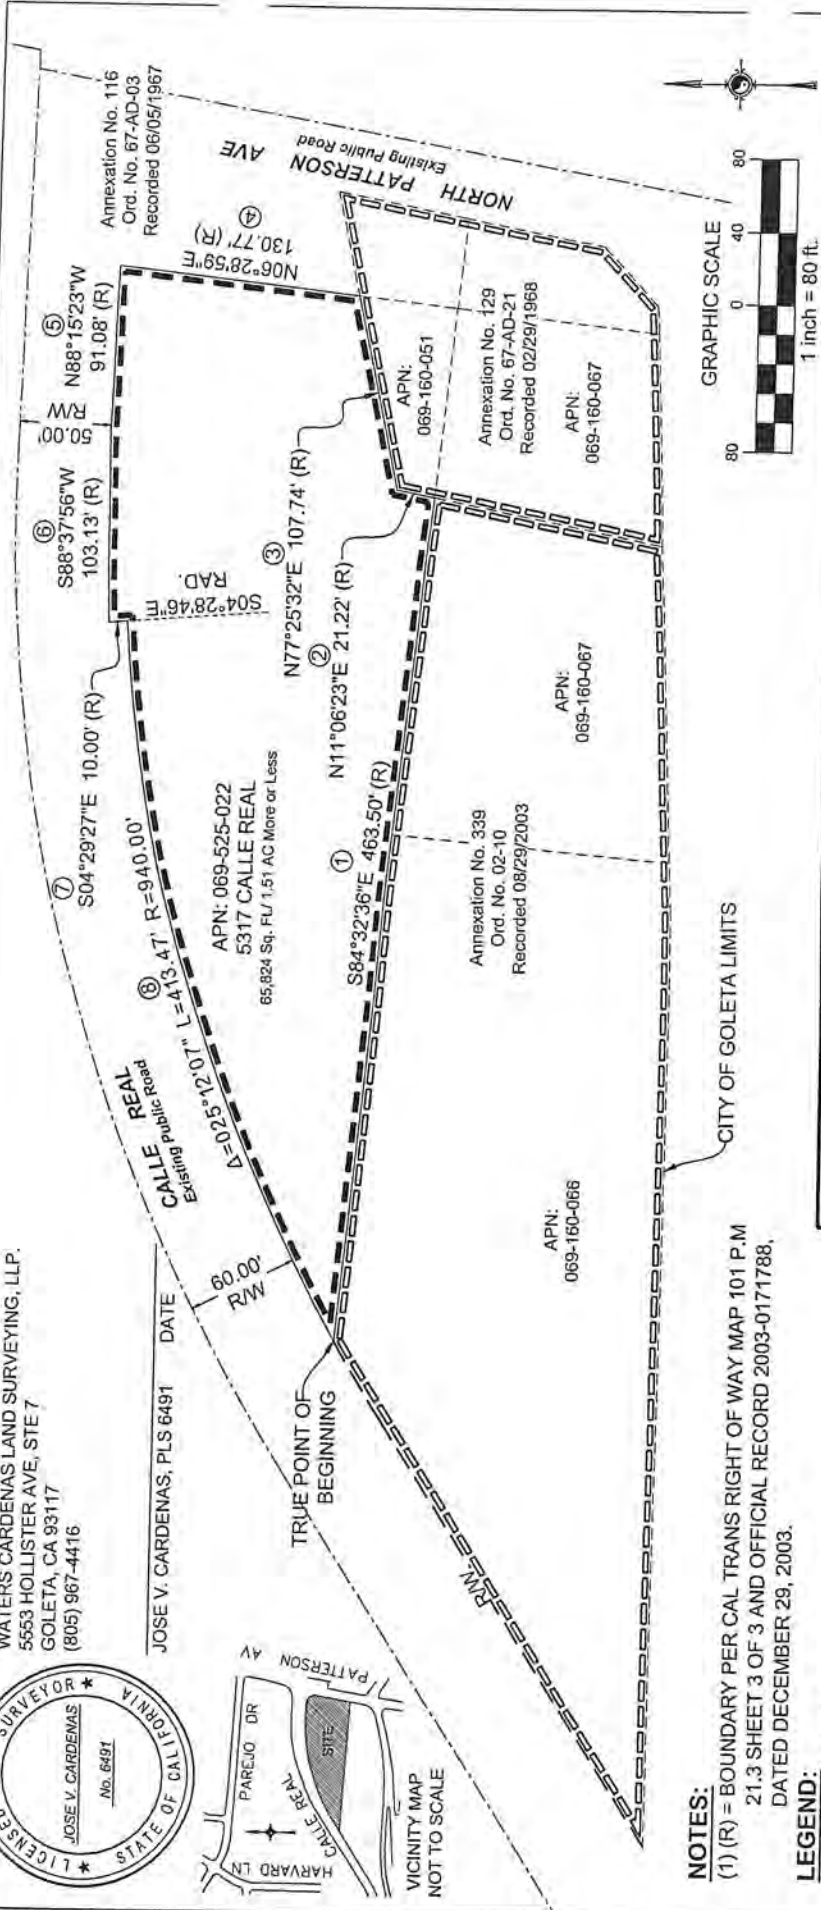 WATERS CARDENAS LAND SURVEYING, LLP.
5553 HOLLISTER AVE, STE 7
GOLETA, CA 93117
(805) 967-4416
LICENSED
SURVEYOR
JOSE V. CARDENAS
No. 6491
STATE OF CALIFORNIA
JOSE V. CARDENAS, PLS 6491
DATE
PAREJO DR
HARVARD LN
CALLE REAL
SITE
PATTERSON AV
VICINITY MAP
NOT TO SCALE
TRUE POINT OF
BEGINNING
60.00'
R/W
R/W
CALLE REAL
Existing Public Road
⑧
Δ=025°12'07" L=413.47' R=940.00'
⑦
S04°29'27"E 10.00' (R)
⑥
S88°37'56"W
103.13' (R)
50.00'
R/W
⑤
N88°15'23"W
91.08' (R)
Annexation No. 116
Ord. No. 67-AD-03
Recorded 06/05/1967
④
N06°28'59"E
130.77' (R)
NORTH PATTERSON AVE
Existing Public Road
S04°28'46"E
RAD.
APN: 069-525-022
5317 CALLE REAL
65,824 Sq. Ft./ 1.51 AC More or Less
③
N77°25'32"E 107.74' (R)
②
N11°06'23"E 21.22' (R)
①
S84°32'36"E 463.50' (R)
APN:
069-160-051
Annexation No. 129
Ord. No. 67-AD-21
Recorded 02/29/1968
APN:
069-160-067
APN:
069-160-067
Annexation No. 339
Ord. No. 02-10
Recorded 08/29/2003
APN:
069-160-066
CITY OF GOLETA LIMITS
GRAPHIC SCALE
80
0
40
80
1 inch = 80 ft.
NOTES:
(1) (R) = BOUNDARY PER CAL TRANS RIGHT OF WAY MAP 101 P.M
21.3 SHEET 3 OF 3 AND OFFICIAL RECORD 2003-0171788,
DATED DECEMBER 29, 2003.
LEGEND: